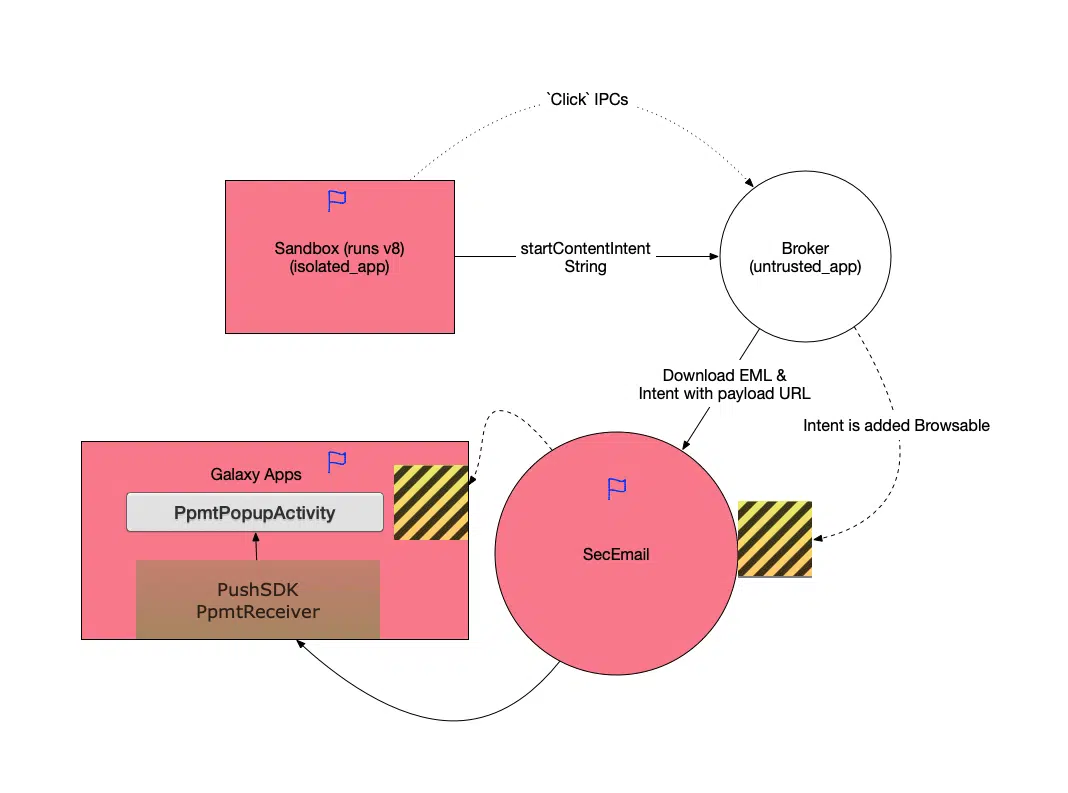 `Click` IPCs
Sandbox (runs v8)
(isolated_app)
startContentIntent
String
Broker
(untrusted_app)
Download EML &
Intent with payload URL
Intent is added Browsable
Galaxy Apps
PpmtPopupActivity
PushSDK
PpmtReceiver
SecEmail